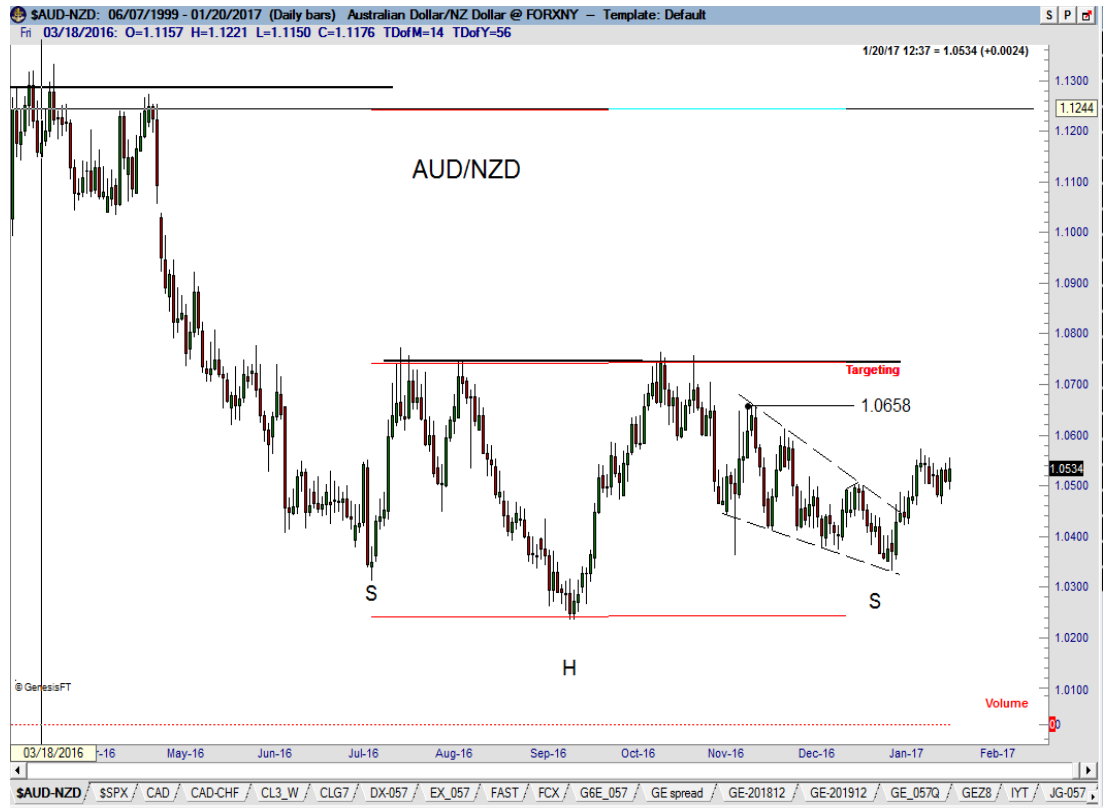 $AUD-NZD: 06/07/1999 - 01/20/2017 (Daily bars) Australian Dollar/NZ Dollar @ FORXNY — Template: Default
S P
Fri 03/18/2016: O=1.1157 H=1.1221 L=1.1150 C=1.1176 TDofM=14 TDofY=56
1/20/17 12:37 = 1.0534 (+0.0024)
1.1300
1.1244
1.1200
AUD/NZD
1.1100
1.1000
1.0900
1.0800
Targeting
1.0700
1.0658
1.0600
1.0534
1.0500
1.0400
1.0300
S
S
1.0200
H
© GenesisFT
1.0100
Volume
00
03/18/2016 r-16 May-16 Jun-16 Jul-16 Aug-16 Sep-16 Oct-16 Nov-16 Dec-16 Jan-17 Feb-17
$AUD-NZD / $SPX / CAD / CAD-CHF / CL3_W / CLG7 / DX-057 / EX_057 / FAST / FCX / G6E_057 / GE spread / GE-201812 / GE-201912 / GE_057Q / GEZ8 / IYT / JG-057